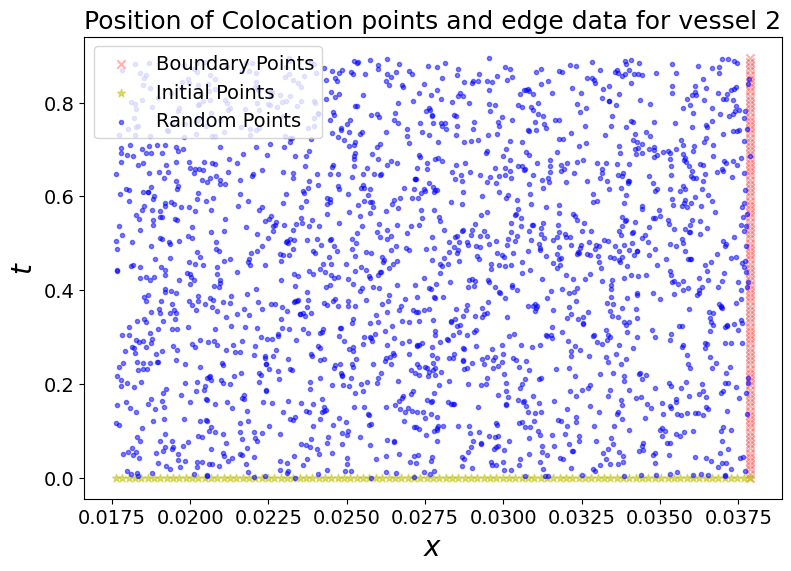 Position of Colocation points and edge data for vessel 2
Boundary Points
Initial Points
Random Points
t
0.8
0.6
0.4
0.2
0.0
0.0175 0.0200 0.0225 0.0250 0.0275 0.0300 0.0325 0.0350 0.0375
x